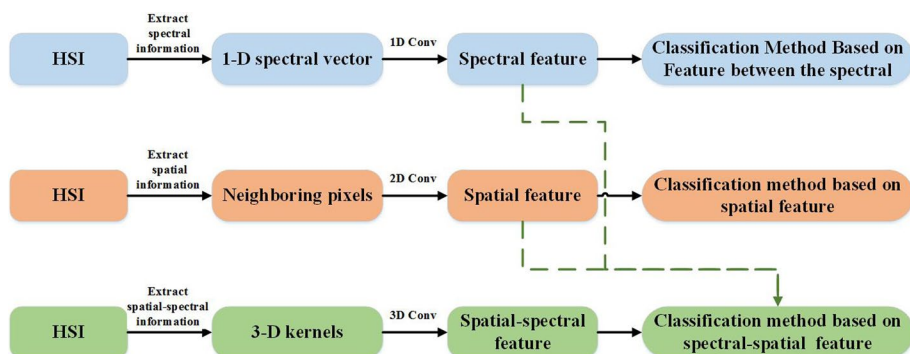 Extract
spectral
information
HSI
1-D spectral vector
1D Conv
Spectral feature
Classification Method Based on
Feature between the spectral
Extract
spatial
information
HSI
Neighboring pixels
2D Conv
Spatial feature
Classification method based on
spatial feature
Extract
spatial-spectral
information
HSI
3-D kernels
3D Conv
Spatial-spectral
feature
Classification method based on
spectral-spatial feature